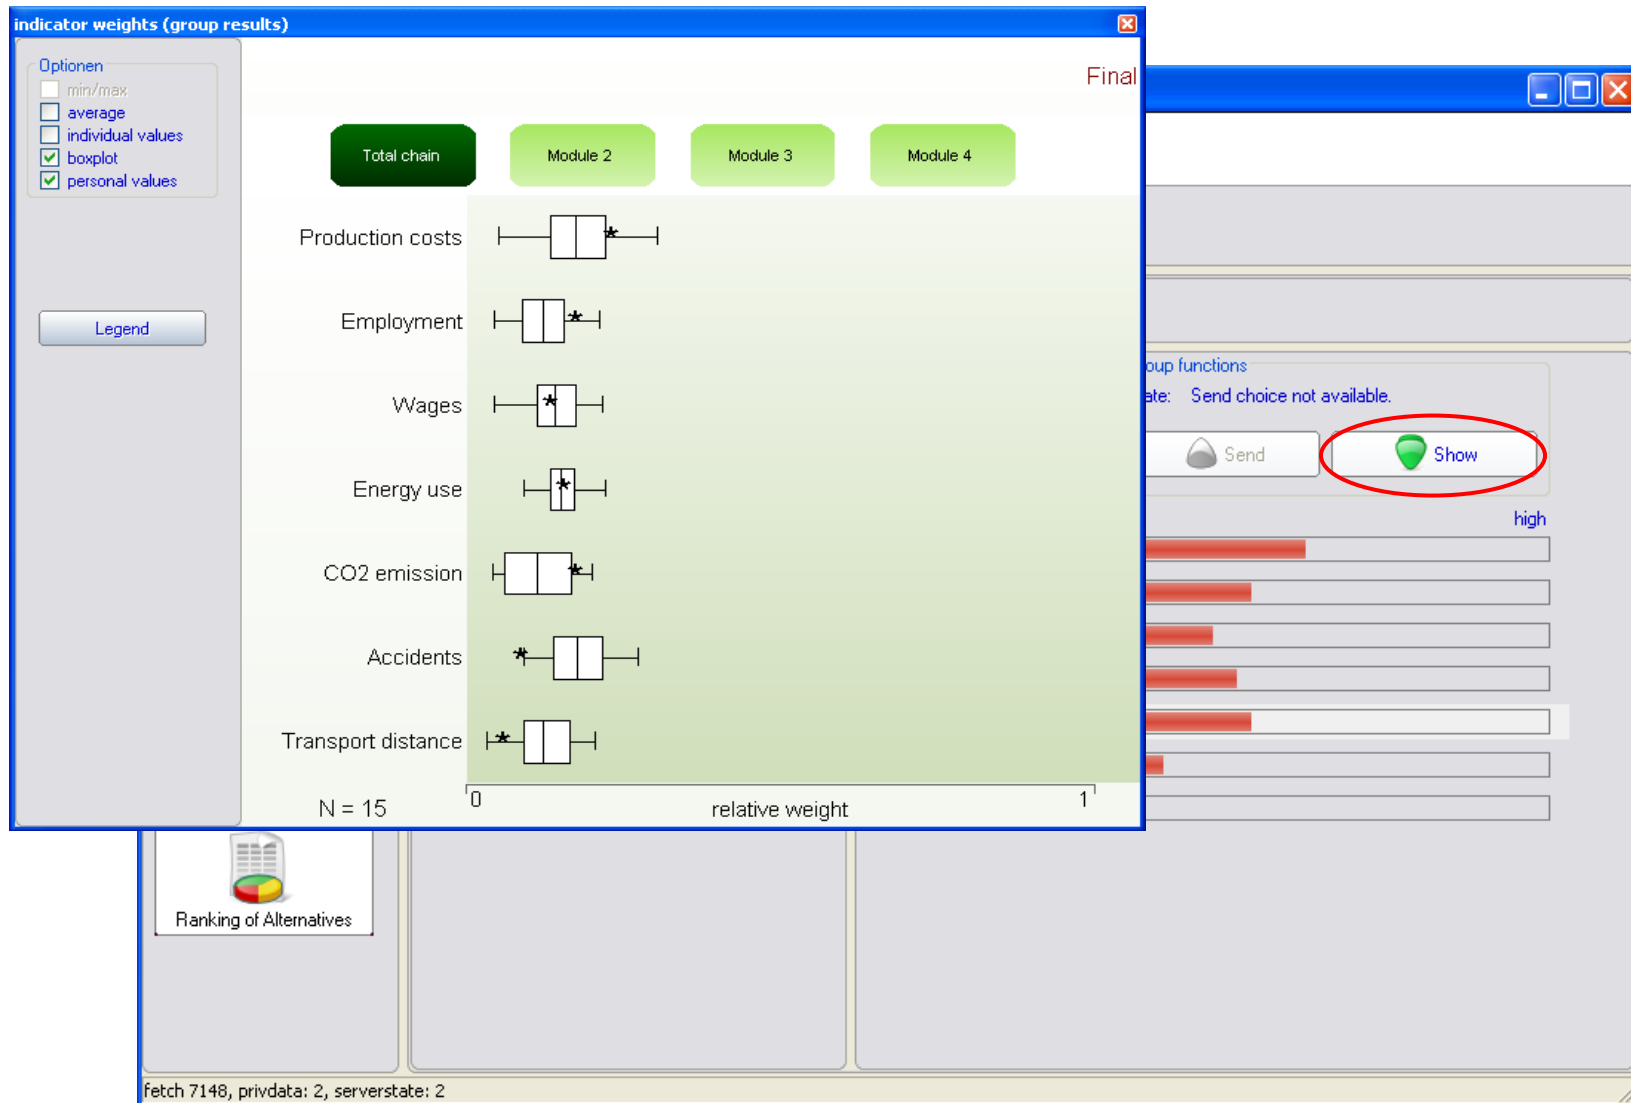 indicator weights (group results)
Optionen
min/max
average
individual values
boxplot
personal values
Legend
Final
Total chain
Module 2
Module 3
Module 4
Production costs
Employment
Wages
Energy use
CO2 emission
Accidents
Transport distance
N = 15
0
relative weight
1
oup functions
ate: Send choice not available.
Send
Show
high
Ranking of Alternatives
fetch 7148, privdata: 2, serverstate: 2